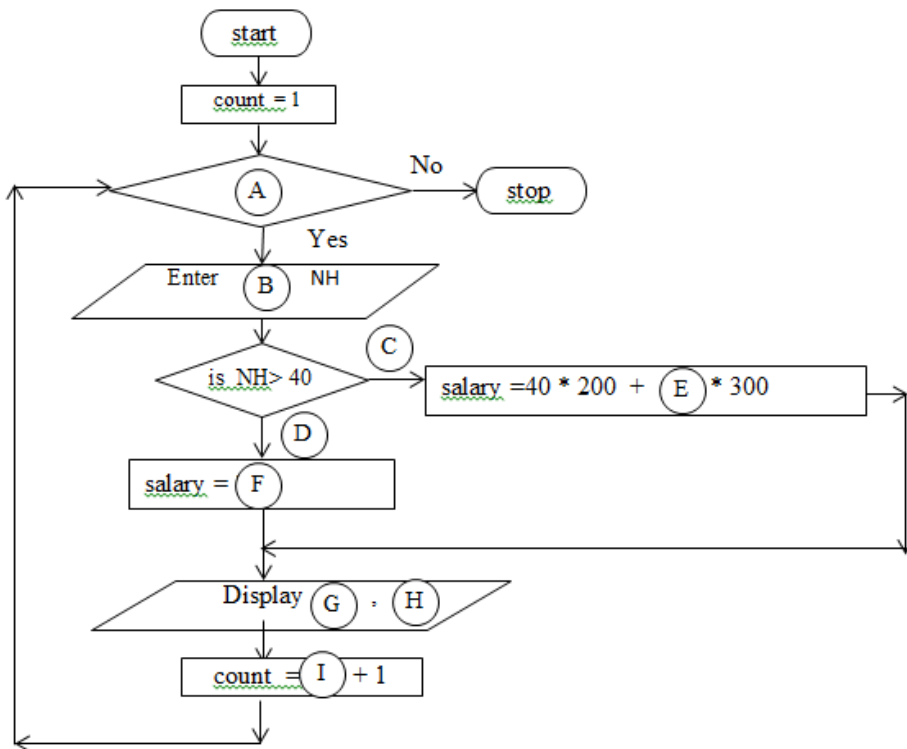 start
count = 1
A
No
stop
Yes
Enter B NH
C
is NH> 40
salary =40 * 200 + E * 300
D
salary = F
Display G , H
count = I + 1